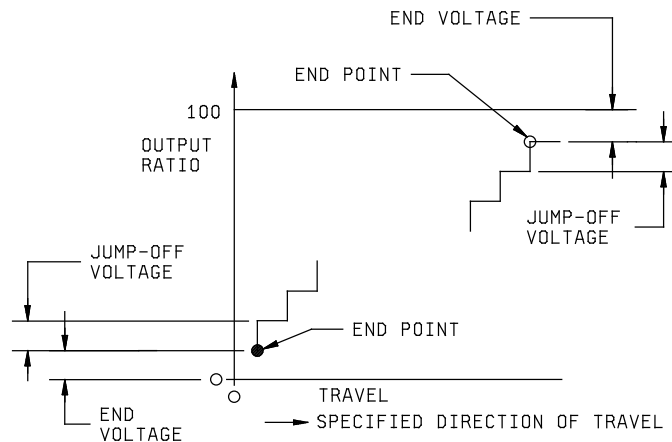 END VOLTAGE
END POINT
100
OUTPUT
RATIO
JUMP-OFF
VOLTAGE
JUMP-OFF
VOLTAGE
END POINT
TRAVEL
END
VOLTAGE
SPECIFIED DIRECTION OF TRAVEL